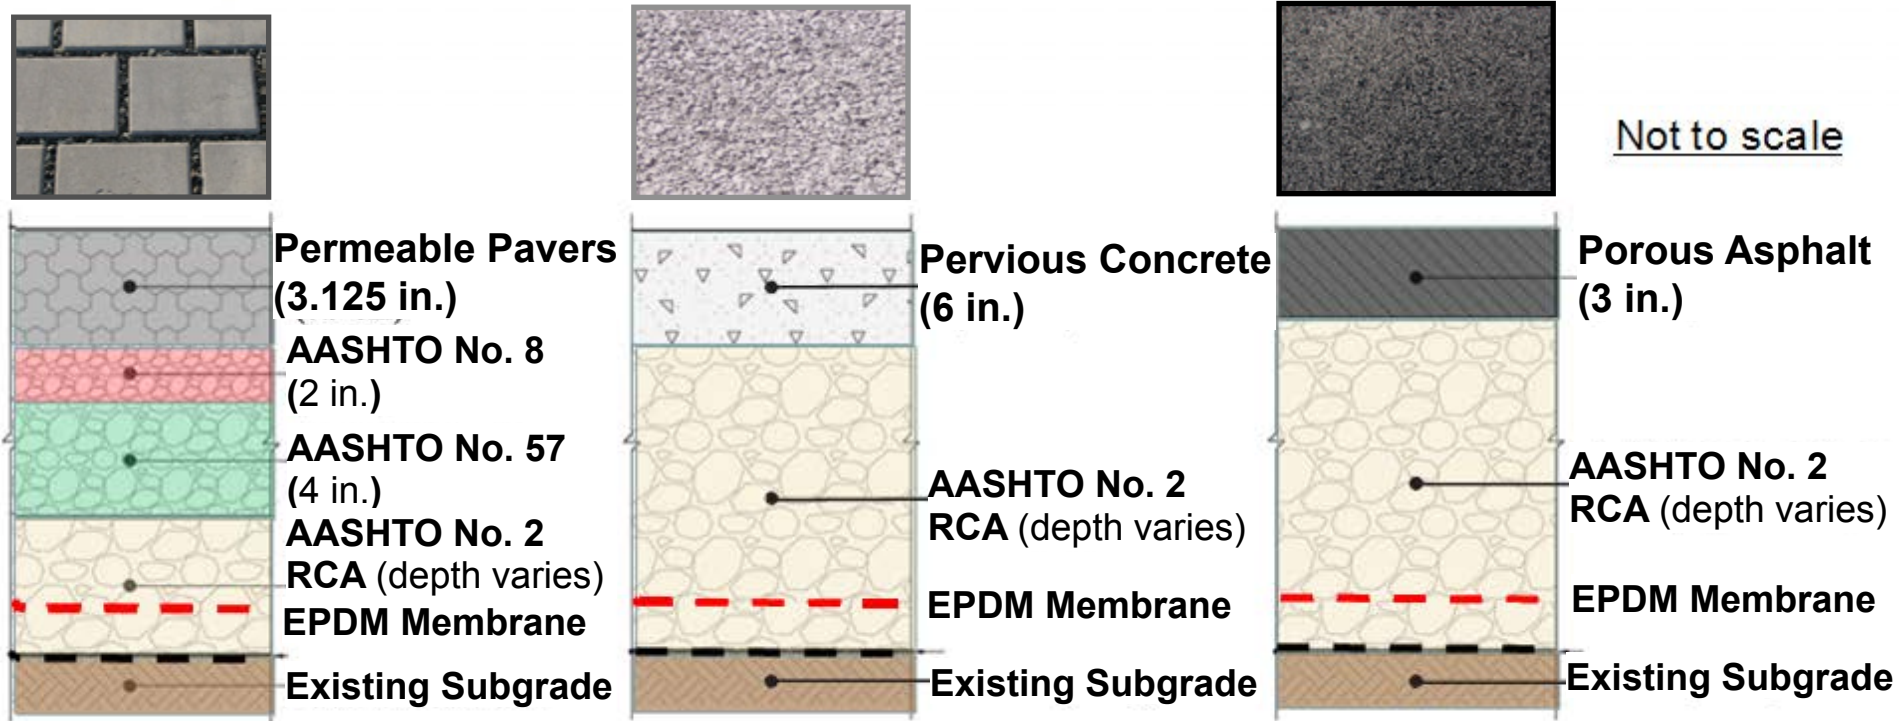 Not to scale
Permeable Pavers
(3.125 in.)
AASHTO No. 8
(2 in.)
AASHTO No. 57
(4 in.)
AASHTO No. 2
RCA (depth varies)
EPDM Membrane
Existing Subgrade
Pervious Concrete
(6 in.)
AASHTO No. 2
RCA (depth varies)
EPDM Membrane
Existing Subgrade
Porous Asphalt
(3 in.)
AASHTO No. 2
RCA (depth varies)
EPDM Membrane
Existing Subgrade